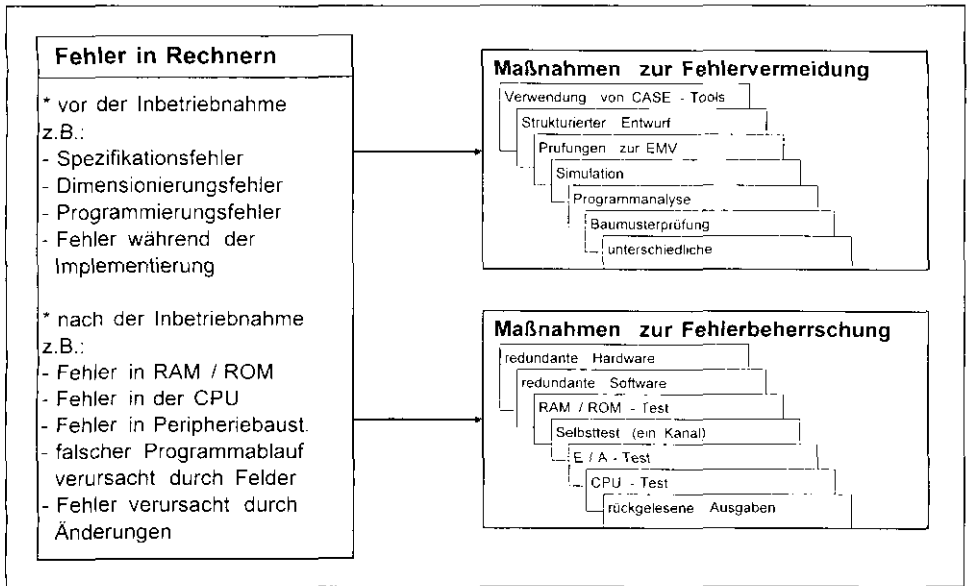 Fehler in Rechnern
* vor der Inbetriebnahme
z.B.:
- Spezifikationsfehler
- Dimensionierungsfehler
- Programmierungsfehler
- Fehler während der
Implementierung
* nach der Inbetriebnahme
z.B.:
- Fehler in RAM / ROM
- Fehler in der CPU
- Fehler in Peripheriebaust.
- falscher Programmablauf
verursacht durch Felder
- Fehler verursacht durch
Änderungen
Maßnahmen zur Fehlervermeidung
Verwendung von CASE - Tools
Strukturierter Entwurf
Prufungen zur EMV
Simulation
Programmanalyse
Baumusterprüfung
unterschiedliche
Maßnahmen zur Fehlerbeherrschung
redundante Hardware
redundante Software
RAM / ROM - Test
Selbsttest (ein Kanal)
E / A - Test
CPU - Test
rückgelesene Ausgaben